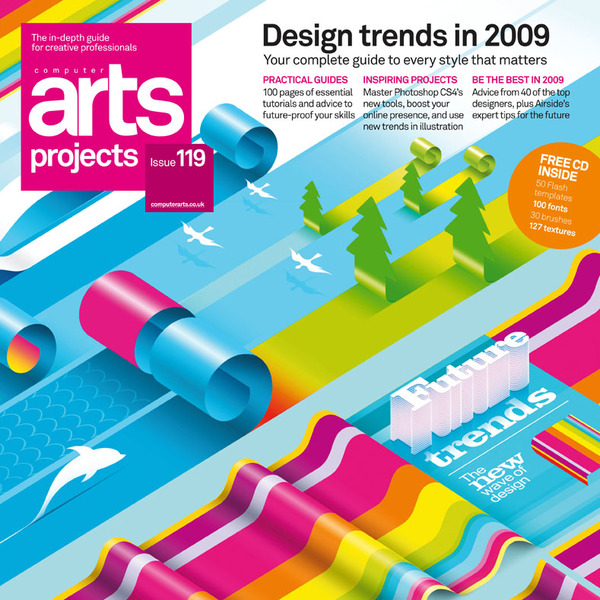 The in-depth guide
for creative professionals
computer
arts
projects
Issue 119
computerarts.co.uk
Design trends in 2009
Your complete guide to every style that matters
PRACTICAL GUIDES
100 pages of essential
tutorials and advice to
future-proof your skills
INSPIRING PROJECTS
Master Photoshop CS4's
new tools, boost your
online presence, and use
new trends in illustration
BE THE BEST IN 2009
Advice from 40 of the top
designers, plus Airside's
expert tips for the future
FREE CD
INSIDE
50 Flash
templates
100 fonts
30 brushes
127 textures
Future
trends
The
new
wave of
design